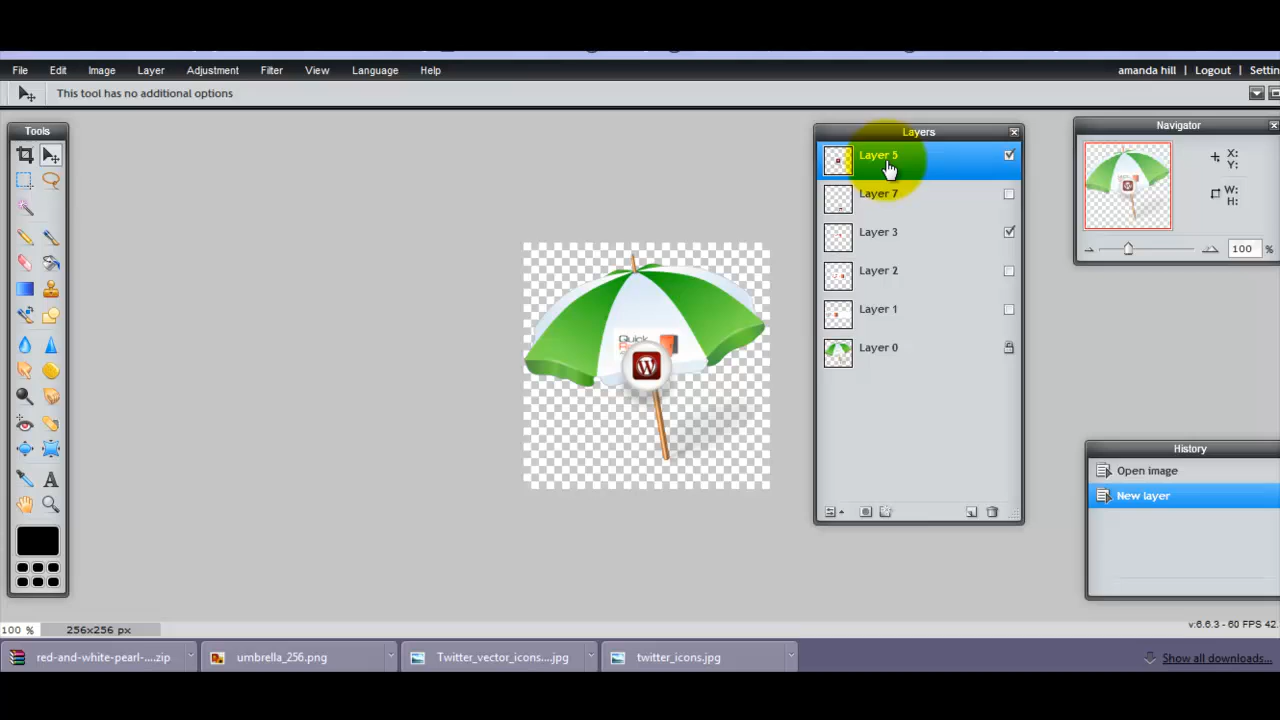 File Edit Image Layer Adjustment Filter View Language Help amanda hill | Logout | Settin
This tool has no additional options
Tools
Layers
Layer 5
Layer 7
Layer 3
Layer 2
Layer 1
Layer 0
Navigator
X:
Y:
W:
H:
100 %
Quick
History
Open image
New layer
100 % 256x256 px
v:6.6.3 - 60 FPS 42.
red-and-white-pearl-....zip umbrella_256.png Twitter_vector_icons....jpg twitter_icons.jpg Show all downloads...